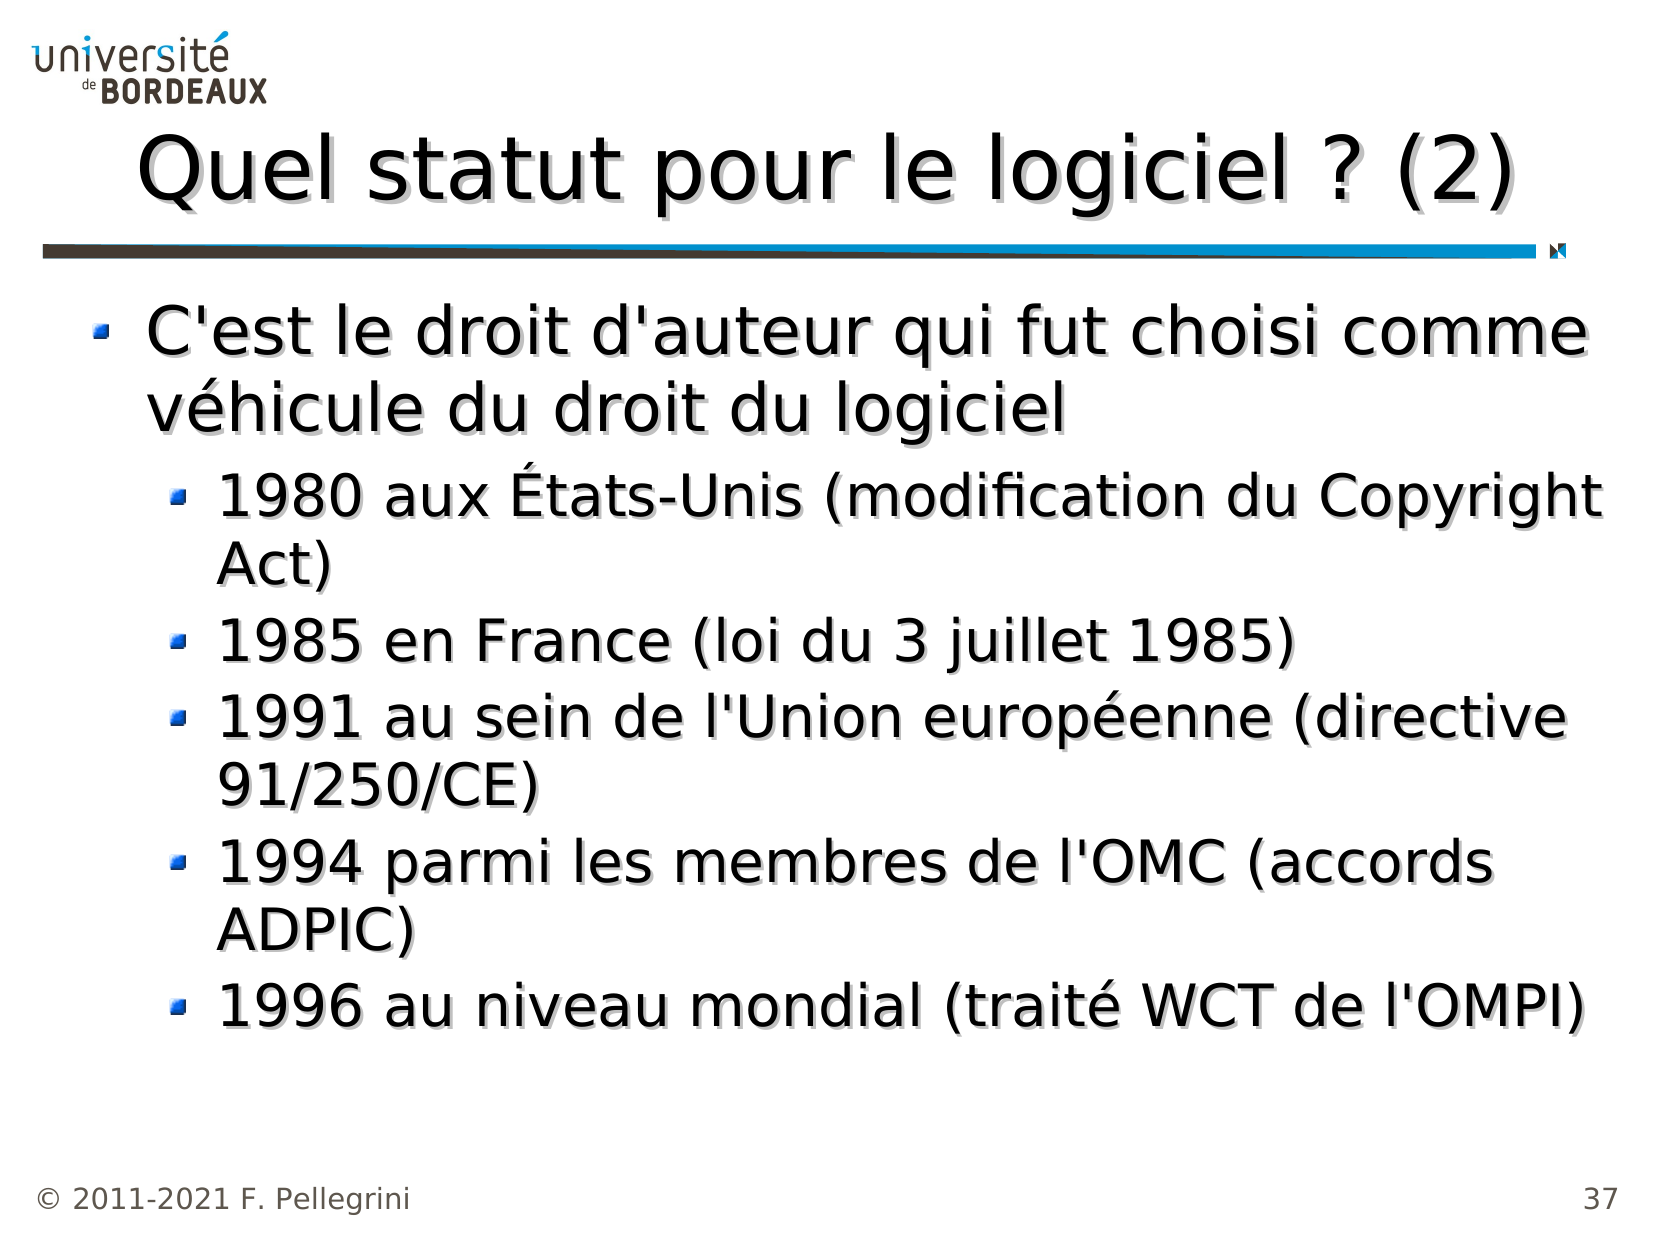 université
de BORDEAUX
Quel statut pour le logiciel ? (2)
C'est le droit d'auteur qui fut choisi comme
véhicule du droit du logiciel
1980 aux États-Unis (modification du Copyright
Act)
1985 en France (loi du 3 juillet 1985)
1991 au sein de l'Union européenne (directive
91/250/CE)
1994 parmi les membres de l'OMC (accords
ADPIC)
1996 au niveau mondial (traité WCT de l'OMPI)
© 2011-2021 F. Pellegrini
37